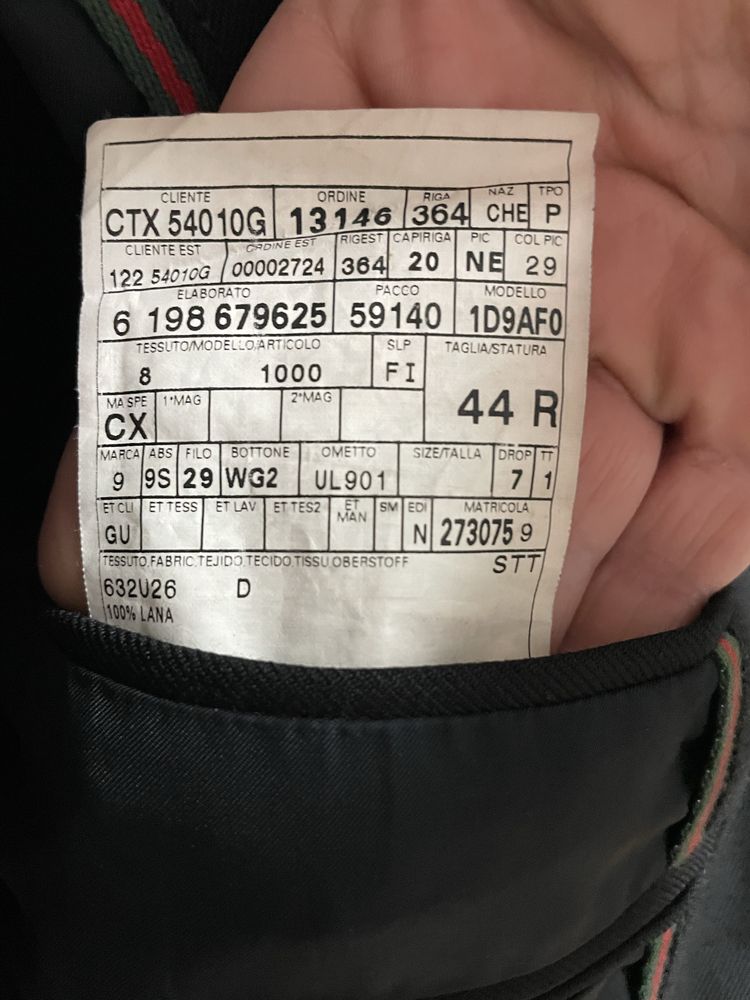 CLIENTE ORDINE RIGA NAZ TPO
CTX 54010G 13146 364 CHE P
CLIENTE EST ORDINE EST RIGEST CAPIRIGA PIC COL PIC
122 54010G 00002724 364 20 NE 29
ELABORATO PACCO MODELLO
6 198 679625 59140 1D9AF0
TESSUTO/MODELLO/ARTICOLO SLP TAGLIA/STATURA
8 1000 FI 44 R
MA SPE 1°MAG 2°MAG
CX
MARCA ABS FILO BOTTONE OMETTO SIZE/TALLA DROP TT
9 9S 29 WG2 UL901 7 1
ET CLI ET TESS ET LAV ET TES2 ET MAN SM EDI MATRICOLA
GU N 273075 9
TESSUTO,FABRIC,TEJIDO,TECIDO,TISSU OBERSTOFF STT
632U26 D
100% LANA